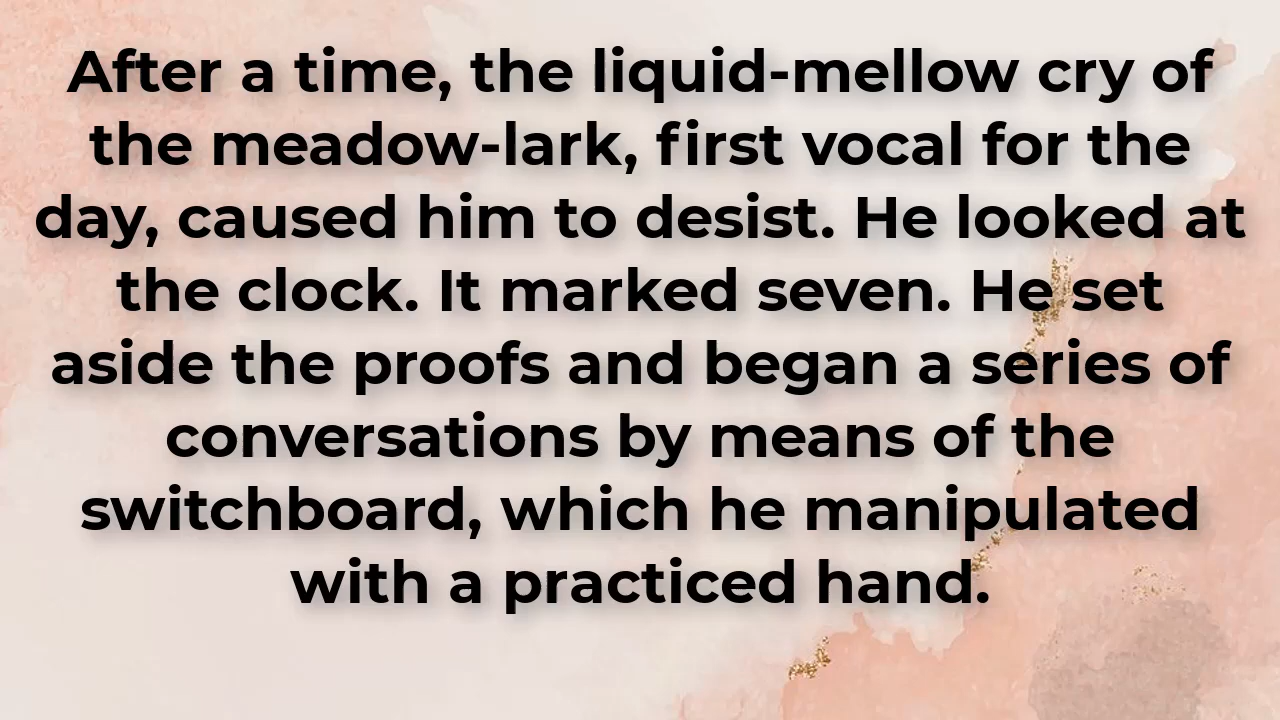 After a time, the liquid-mellow cry of
the meadow-lark, first vocal for the
day, caused him to desist. He looked at
the clock. It marked seven. He set
aside the proofs and began a series of
conversations by means of the
switchboard, which he manipulated
with a practiced hand.